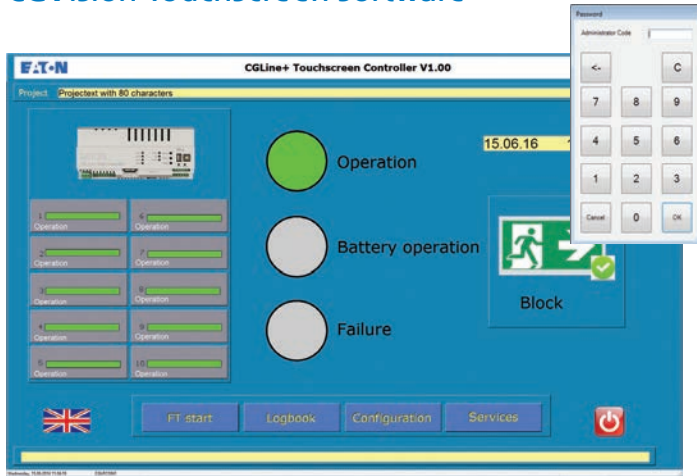 CGVision Touchscreen software
EATON
CGLine+ Touchscreen Controller V1.00
Project
Projectext with 80 characters
15.06.16
Operation
Battery operation
Failure
Block
1
Operation
6
Operation
2
Operation
7
Operation
3
Operation
8
Operation
4
Operation
9
Operation
5
Operation
10
Operation
FT start
Logbook
Configuration
Services
Password
Administrator Code
<-
C
7 8 9
4 5 6
1 2 3
Cancel 0 OK